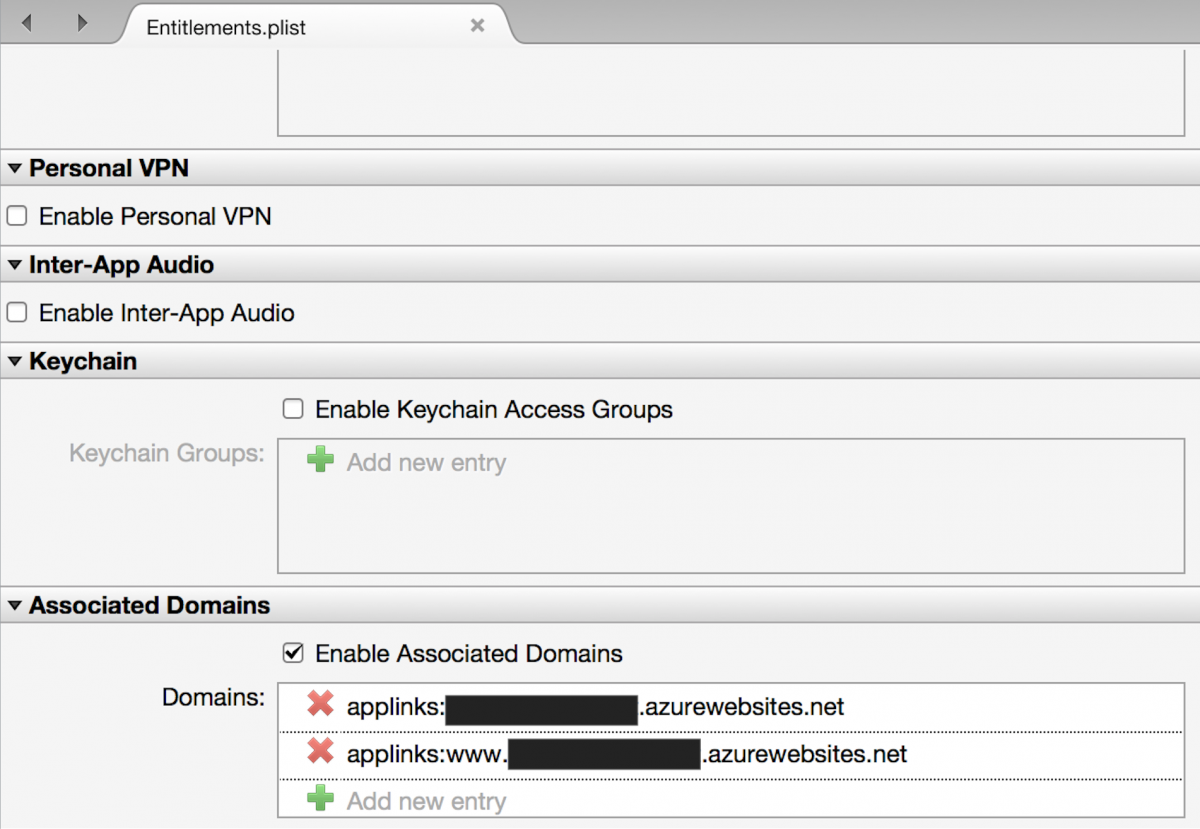 Entitlements.plist
Personal VPN
Enable Personal VPN
Inter-App Audio
Enable Inter-App Audio
Keychain
Enable Keychain Access Groups
Keychain Groups:
Add new entry
Associated Domains
Enable Associated Domains
Domains:
applinks: .azurewebsites.net
applinks:www. .azurewebsites.net
Add new entry